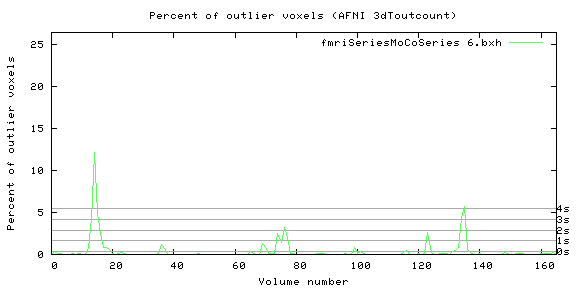 Percent of outlier voxels (AFNI 3dToutcount)
fmriSeriesMoCoSeries 6.bxh
Percent of outlier voxels
25
20
15
10
5
0
4s
3s
2s
1s
0s
0 20 40 60 80 100 120 140 160
Volume number